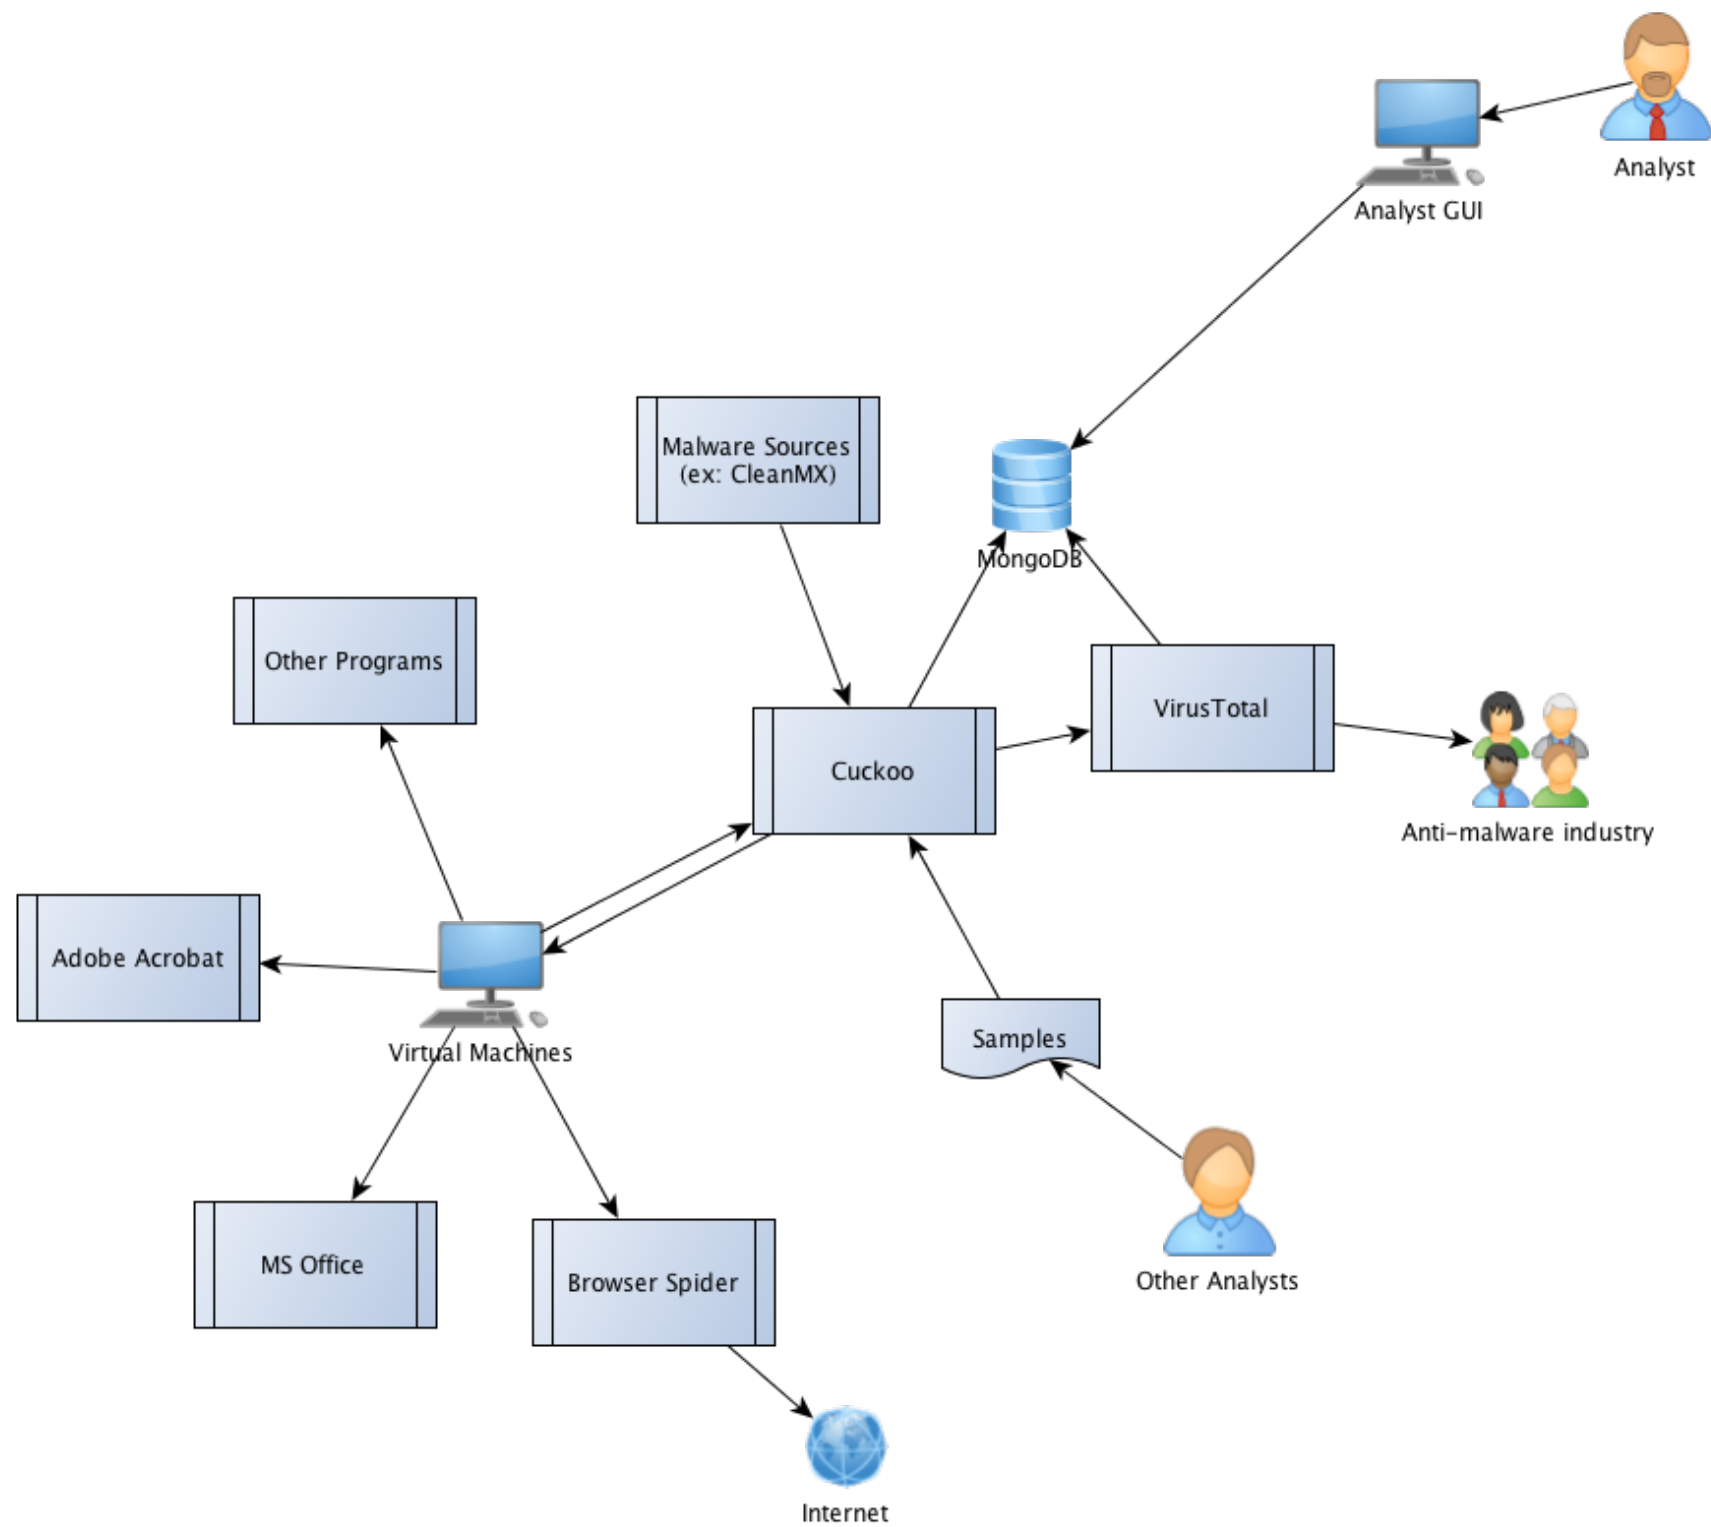 Analyst
Analyst GUI
Malware Sources
(ex: CleanMX)
MongoDB
Other Programs
VirusTotal
Cuckoo
Anti-malware industry
Adobe Acrobat
Virtual Machines
Samples
MS Office
Browser Spider
Other Analysts
Internet